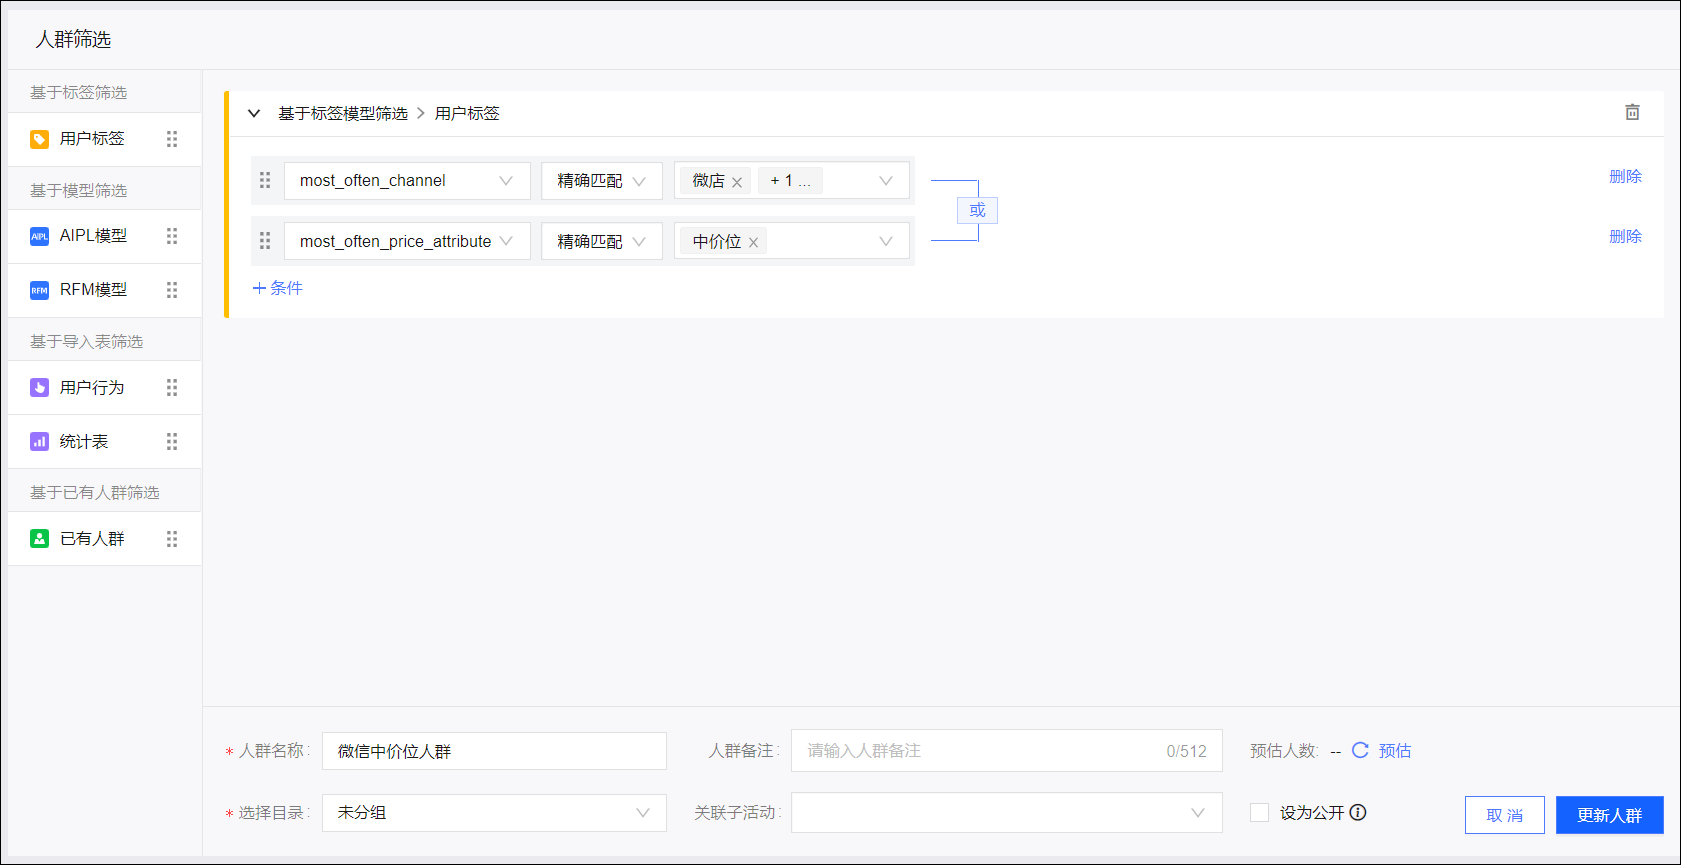 人群筛选
基于标签筛选
用户标签
基于模型筛选
AIPL AIPL模型
RFM RFM模型
基于导入表筛选
用户行为
统计表
基于已有人群筛选
已有人群
基于标签模型筛选 > 用户标签
most_often_channel 精确匹配 微店 × + 1 ... 删除
或
most_often_price_attribute 精确匹配 中价位 × 删除
+ 条件
* 人群名称: 微信中价位人群 人群备注: 请输入人群备注 0/512 预估人数: -- 预估
* 选择目录: 未分组 关联子活动: 设为公开 取消 更新人群